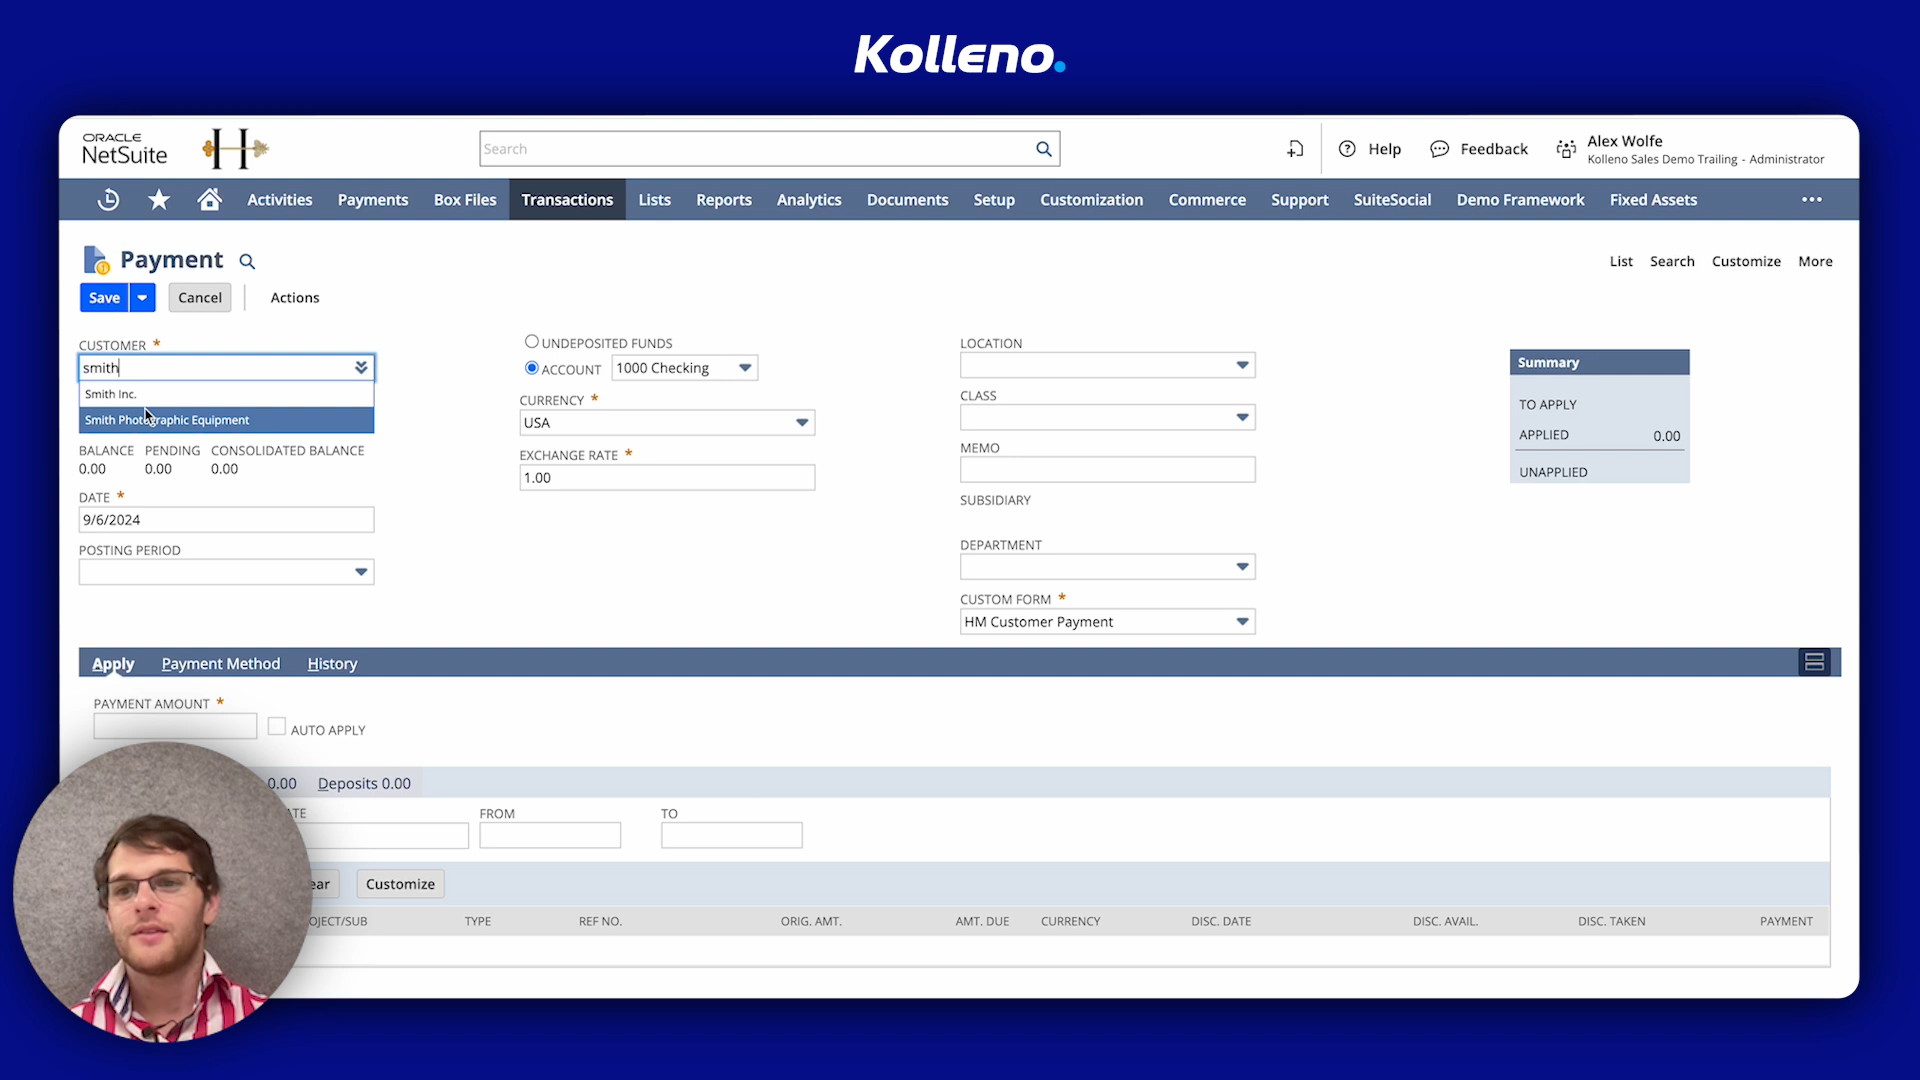 Kolleno.
ORACLE
NetSuite
H
Search
Help
Feedback
Alex Wolfe
Kolleno Sales Demo Trailing - Administrator
Activities
Payments
Box Files
Transactions
Lists
Reports
Analytics
Documents
Setup
Customization
Commerce
Support
SuiteSocial
Demo Framework
Fixed Assets
Payment
List
Search
Customize
More
Save
Cancel
Actions
CUSTOMER *
smith
Smith Inc.
Smith Photographic Equipment
BALANCE PENDING CONSOLIDATED BALANCE
0.00 0.00 0.00
DATE *
9/6/2024
POSTING PERIOD
UNDEPOSITED FUNDS
ACCOUNT 1000 Checking
CURRENCY *
USA
EXCHANGE RATE *
1.00
LOCATION
CLASS
MEMO
SUBSIDIARY
DEPARTMENT
CUSTOM FORM *
HM Customer Payment
Summary
TO APPLY
APPLIED 0.00
UNAPPLIED
Apply
Payment Method
History
PAYMENT AMOUNT *
AUTO APPLY
0.00 Deposits 0.00
FROM
TO
Customize
TYPE
REF NO.
ORIG. AMT.
AMT. DUE
CURRENCY
DISC. DATE
DISC. AVAIL.
DISC. TAKEN
PAYMENT